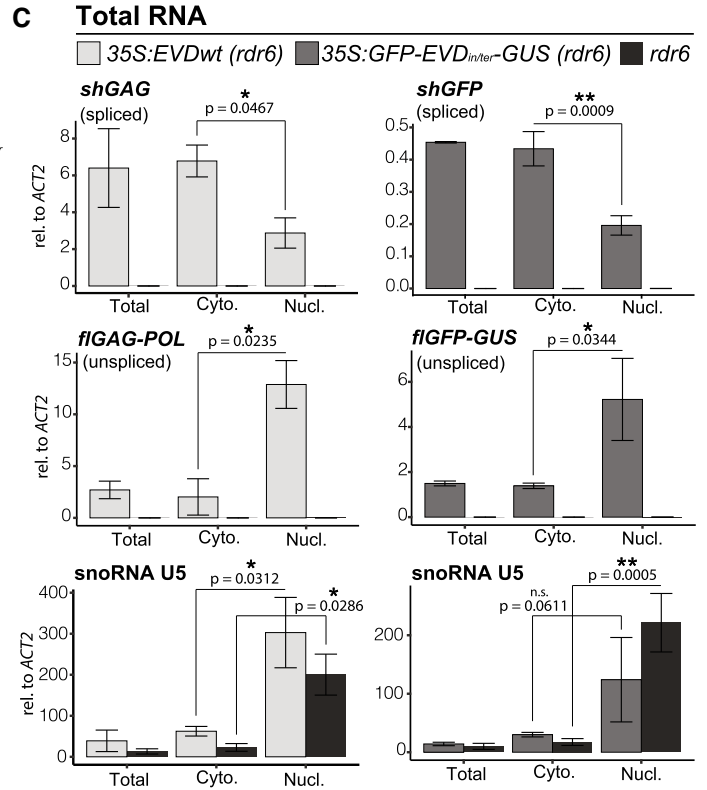 C
Total RNA
35S:EVDwt (rdr6) 35S:GFP-EVDin/ter-GUS (rdr6) rdr6
shGAG
(spliced)
*
p = 0.0467
rel. to ACT2
8
6
4
2
0
Total Cyto. Nucl.
shGFP
(spliced)
**
p = 0.0009
0.5
0.4
0.3
0.2
0.1
0.0
Total Cyto. Nucl.
flGAG-POL
(unspliced)
*
p = 0.0235
rel. to ACT2
15
10
5
0
Total Cyto. Nucl.
flGFP-GUS
(unspliced)
*
p = 0.0344
6
4
2
0
Total Cyto. Nucl.
snoRNA U5
*
p = 0.0312
*
p = 0.0286
rel. to ACT2
400
300
200
100
0
Total Cyto. Nucl.
snoRNA U5
**
p = 0.0005
n.s.
p = 0.0611
200
100
0
Total Cyto. Nucl.